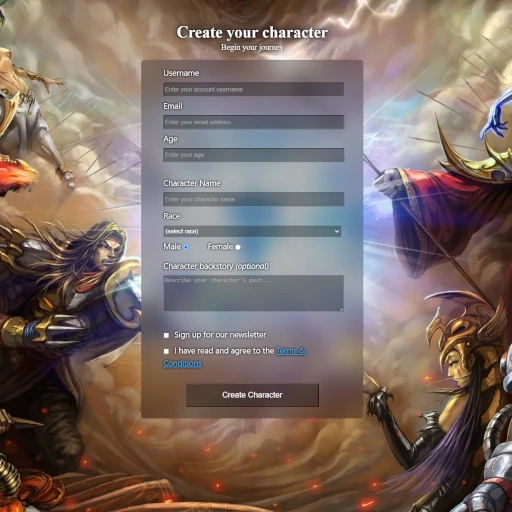 Create your character
Begin your journey
Username
Enter your account username
Email
Enter your email address
Age
Enter your age
Character Name
Enter your character name
Race
(select race)
Male Female
Character backstory (optional)
Describe your character's past...
Sign up for our newsletter
I have read and agree to the Terms &
Conditions
Create Character